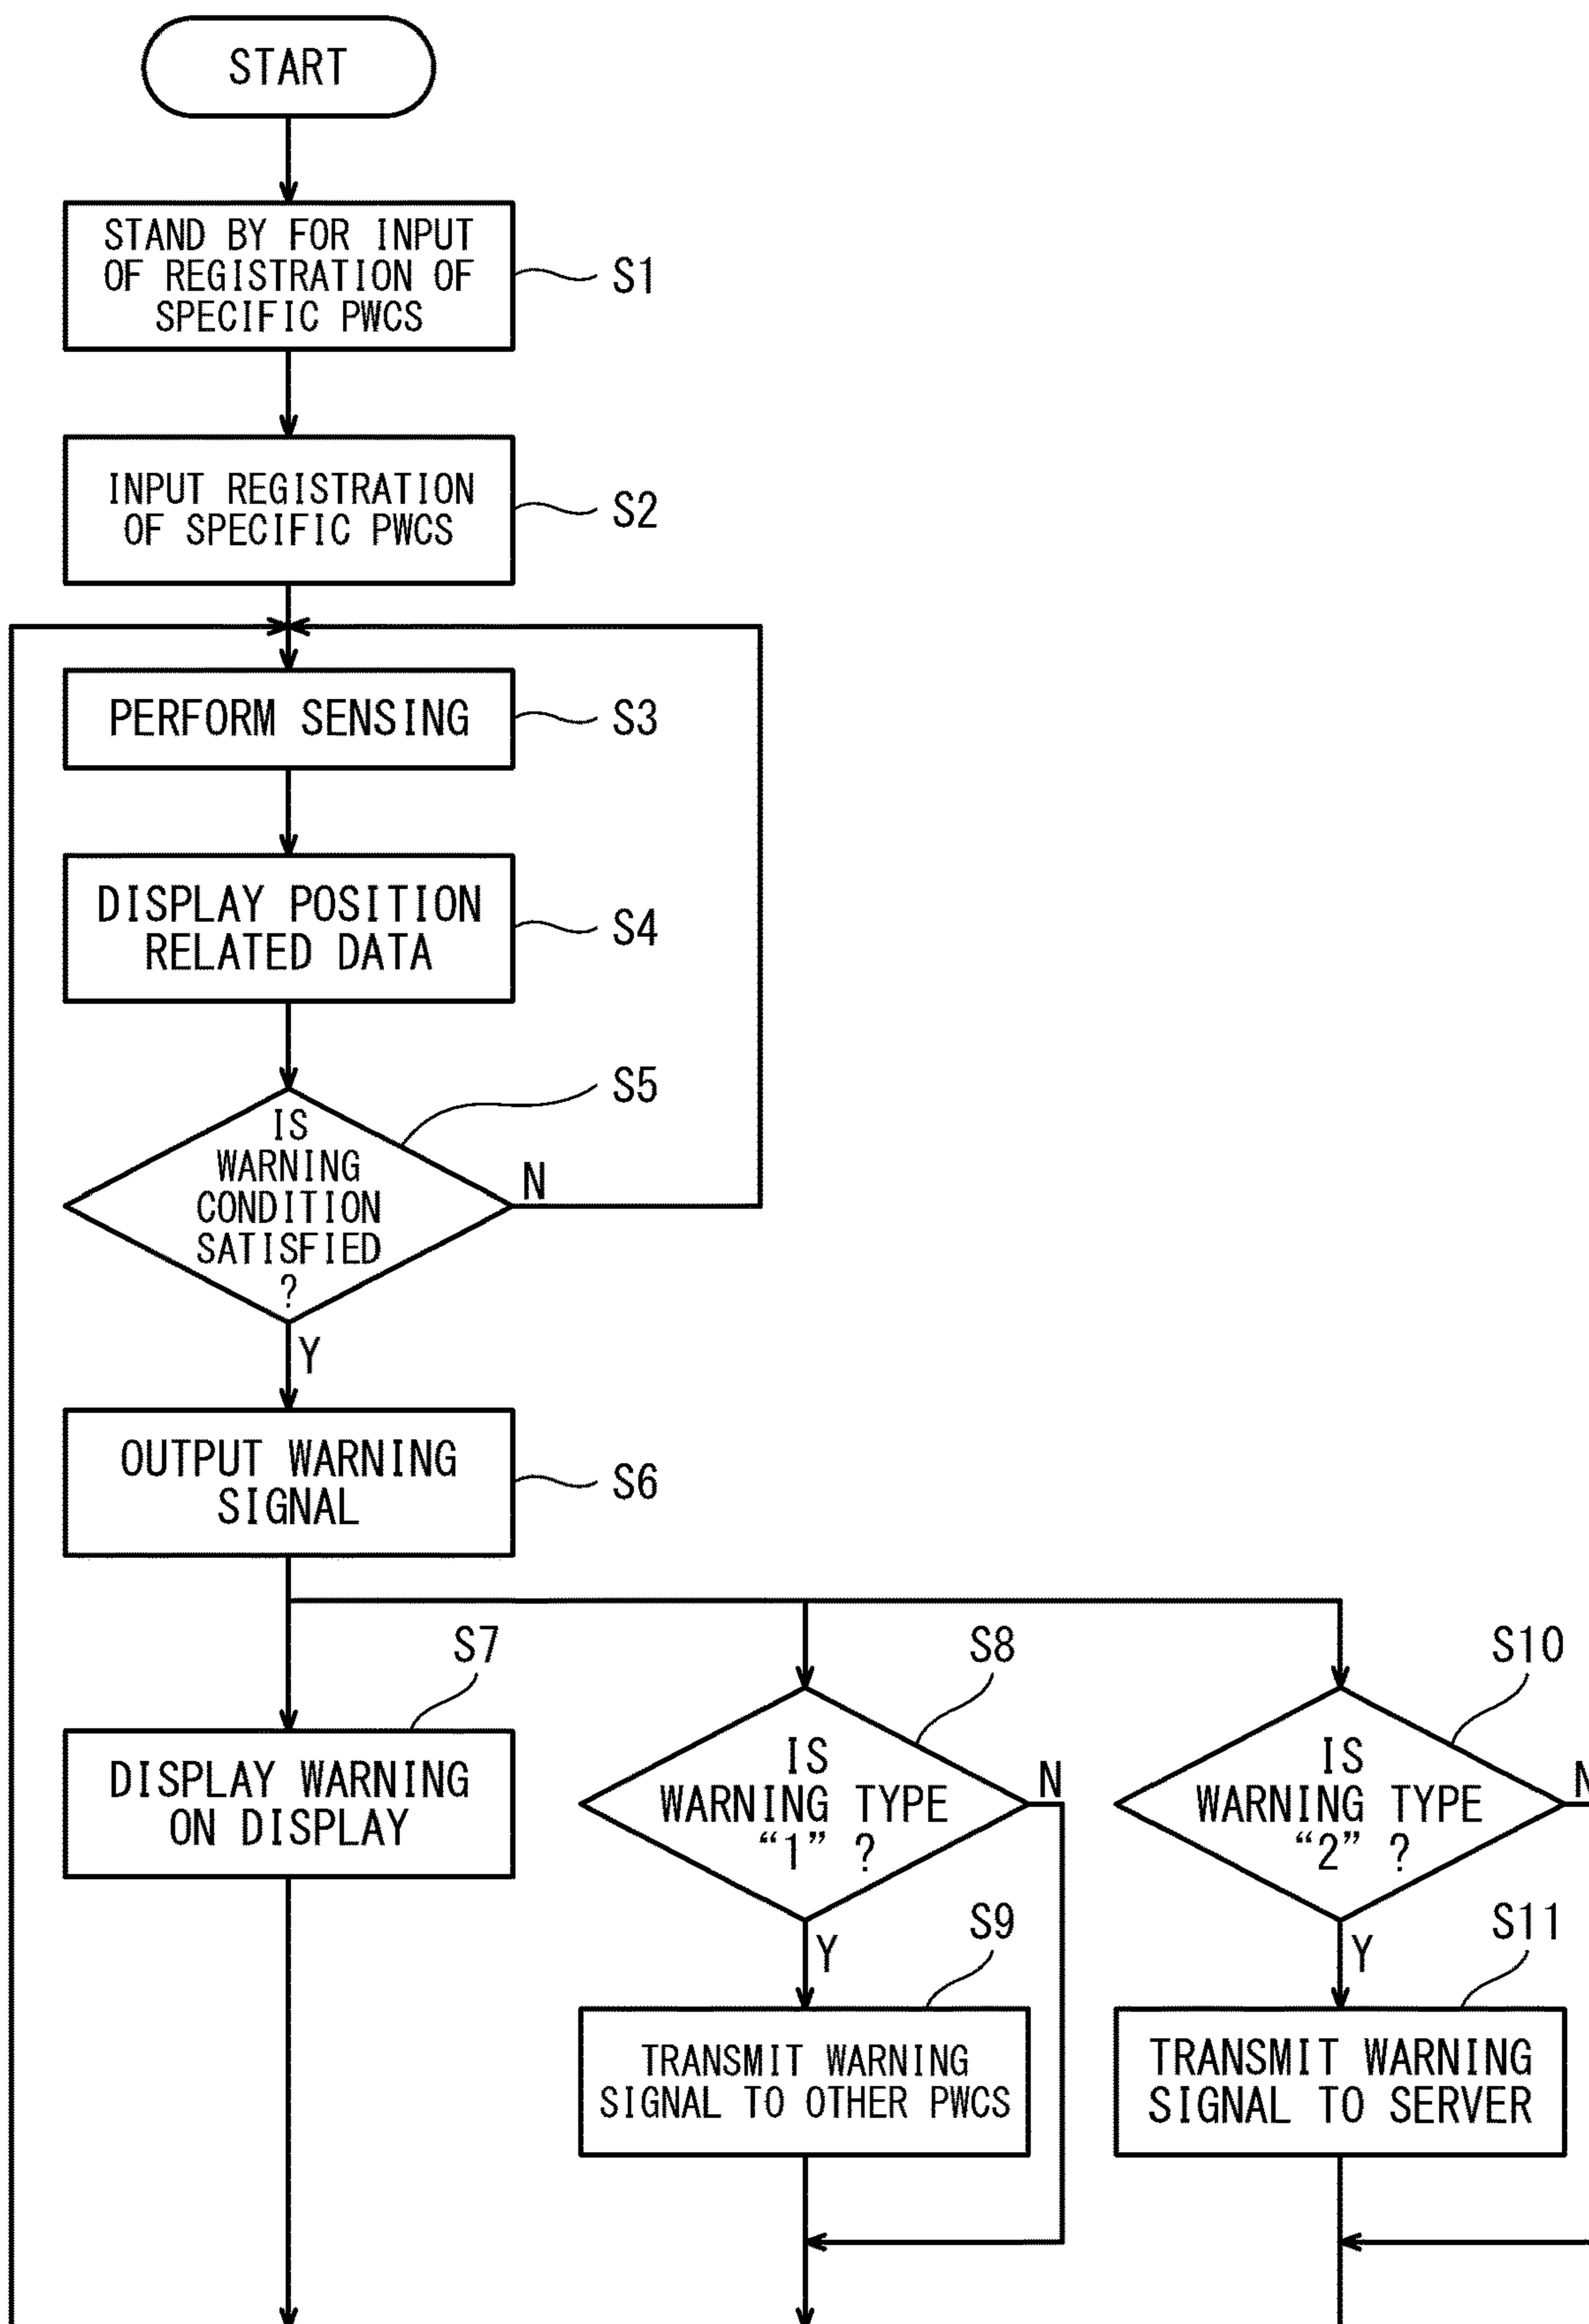 START
STAND BY FOR INPUT
OF REGISTRATION OF
SPECIFIC PWCS
S1
INPUT REGISTRATION
OF SPECIFIC PWCS
S2
PERFORM SENSING
S3
DISPLAY POSITION
RELATED DATA
S4
S5
IS
WARNING
CONDITION
SATISFIED
?
N
Y
OUTPUT WARNING
SIGNAL
S6
S7
DISPLAY WARNING
ON DISPLAY
S8
IS
WARNING TYPE
“1” ?
N
Y
S9
TRANSMIT WARNING
SIGNAL TO OTHER PWCS
S10
IS
WARNING TYPE
“2” ?
N
Y
S11
TRANSMIT WARNING
SIGNAL TO SERVER